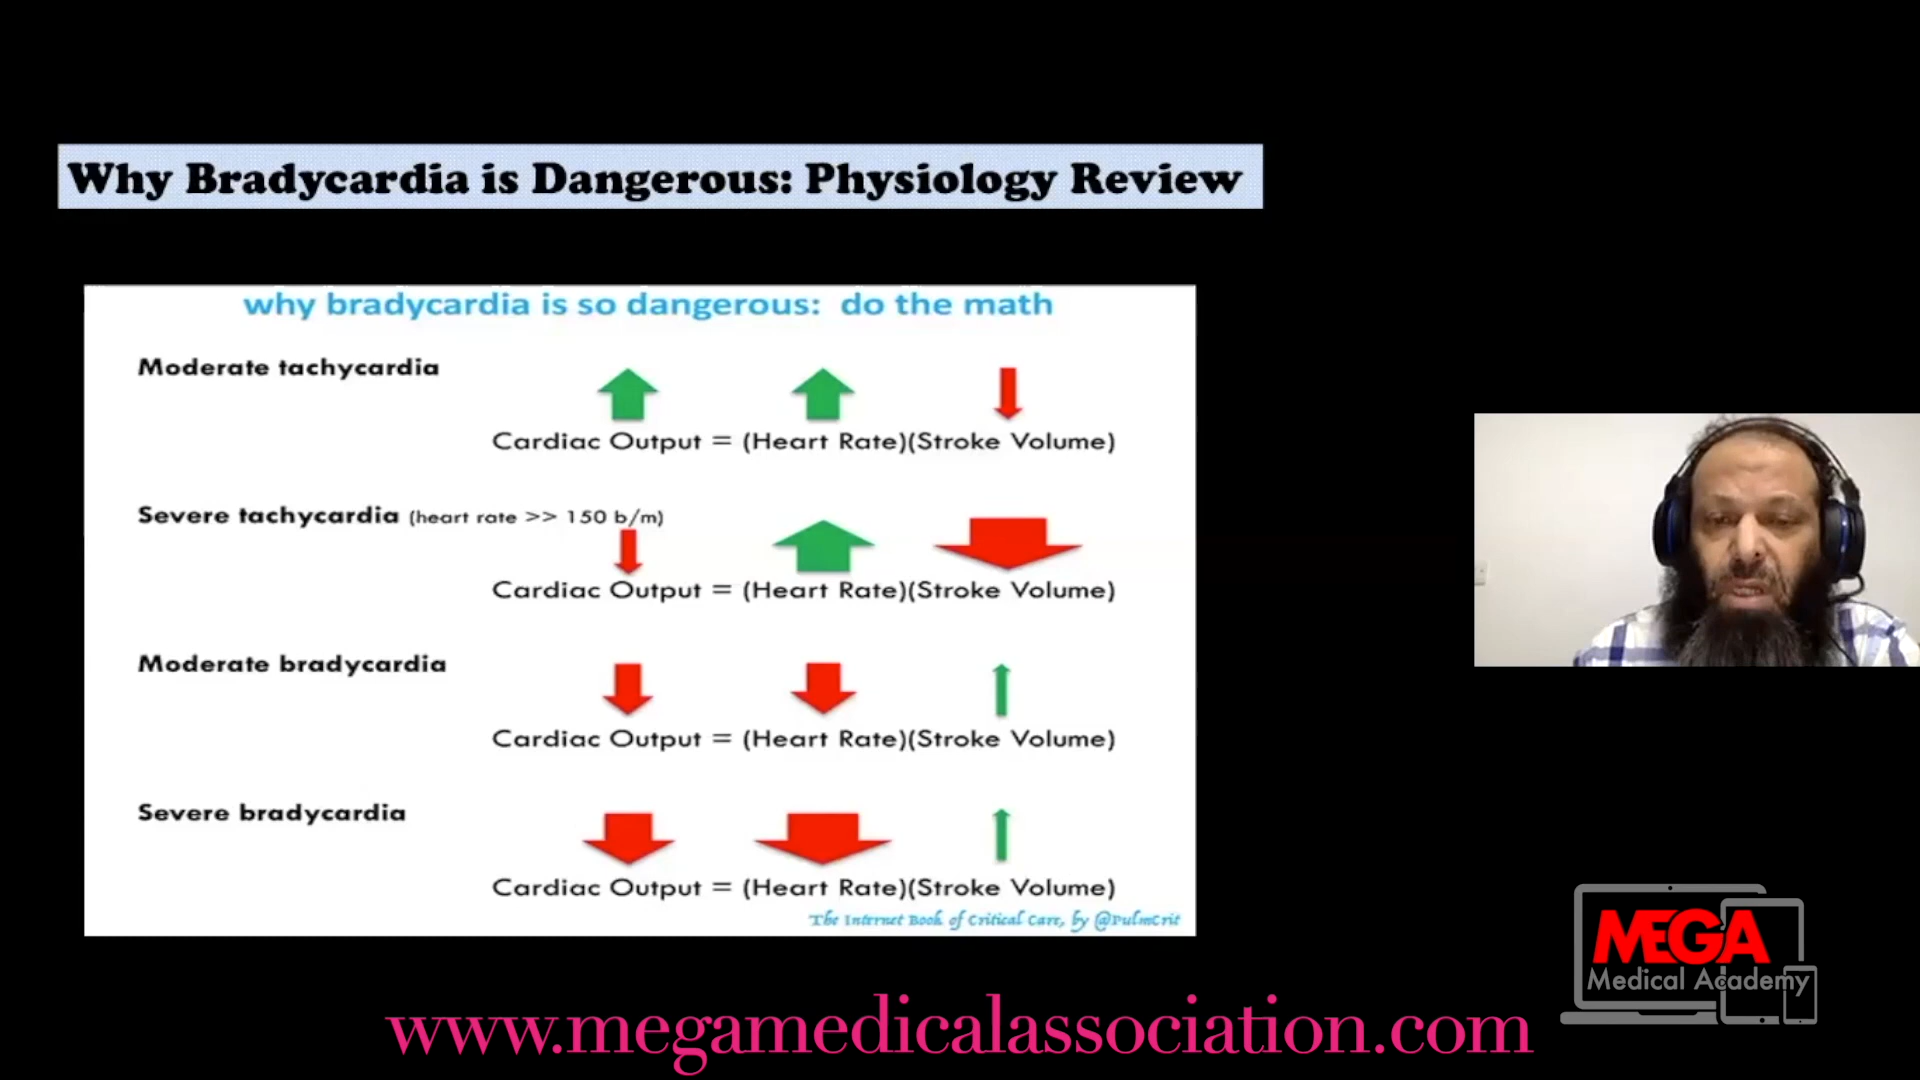 Why Bradycardia is Dangerous: Physiology Review
why bradycardia is so dangerous: do the math
Moderate tachycardia
Cardiac Output = (Heart Rate)(Stroke Volume)
Severe tachycardia (heart rate >> 150 b/m)
Cardiac Output = (Heart Rate)(Stroke Volume)
Moderate bradycardia
Cardiac Output = (Heart Rate)(Stroke Volume)
Severe bradycardia
Cardiac Output = (Heart Rate)(Stroke Volume)
The Internet Book of Critical Care, by @PulmCrit
MEGA
Medical Academy
www.megamedicalassociation.com